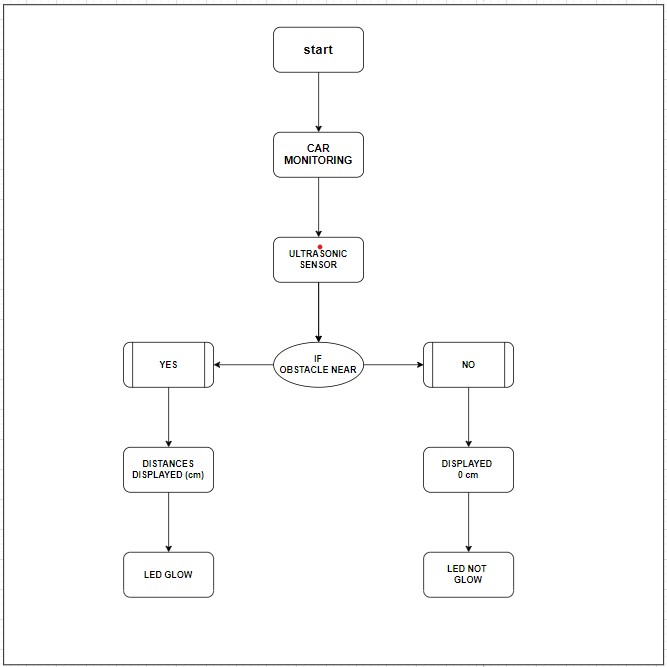 start
CAR
MONITORING
ULTRASONIC
SENSOR
IF
OBSTACLE NEAR
YES
NO
DISTANCES
DISPLAYED (cm)
DISPLAYED
0 cm
LED GLOW
LED NOT
GLOW